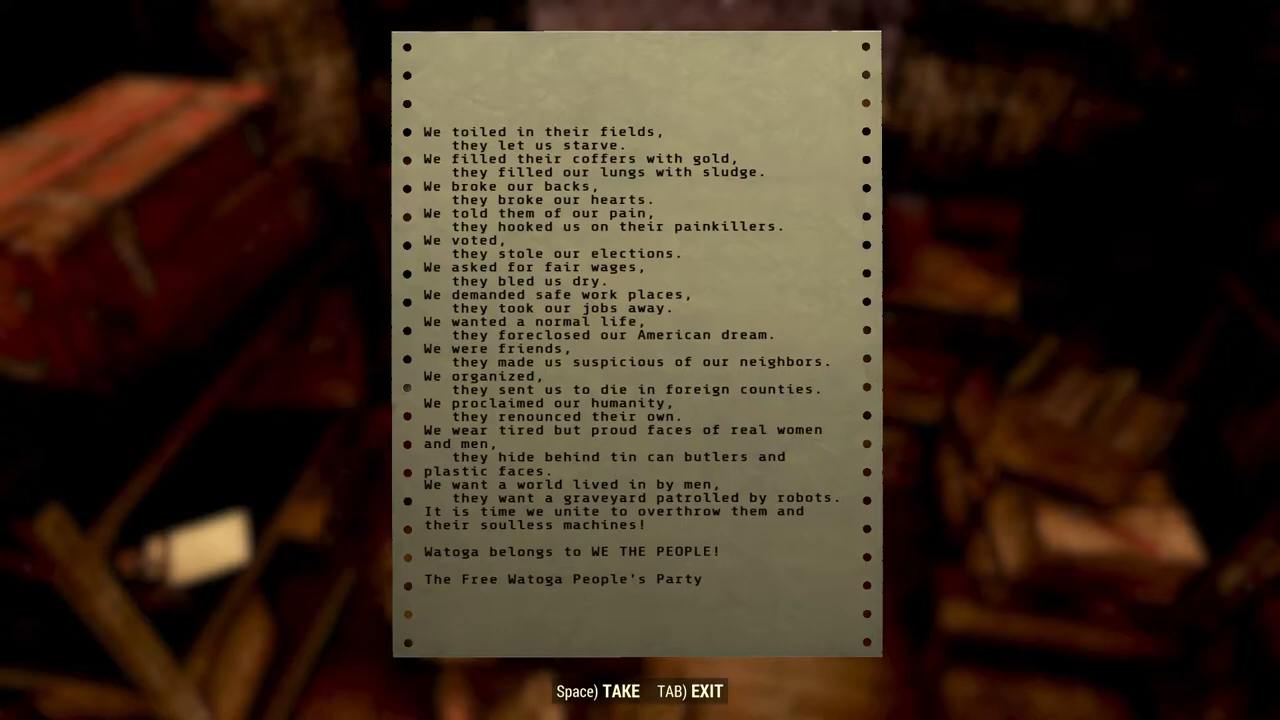 We toiled in their fields,
they let us starve.
We filled their coffers with gold,
they filled our lungs with sludge.
We broke our backs,
they broke our hearts.
We told them of our pain,
they hooked us on their painkillers.
We voted,
they stole our elections.
We asked for fair wages,
they bled us dry.
We demanded safe work places,
they took our jobs away.
We wanted a normal life,
they foreclosed our American dream.
We were friends,
they made us suspicious of our neighbors.
We organized,
they sent us to die in foreign counties.
We proclaimed our humanity,
they renounced their own.
We wear tired but proud faces of real women
and men,
they hide behind tin can butlers and
plastic faces.
We want a world lived in by men,
they want a graveyard patrolled by robots.
It is time we unite to overthrow them and
their soulless machines!
Watoga belongs to WE THE PEOPLE!
The Free Watoga People's Party
Space) TAKE TAB) EXIT